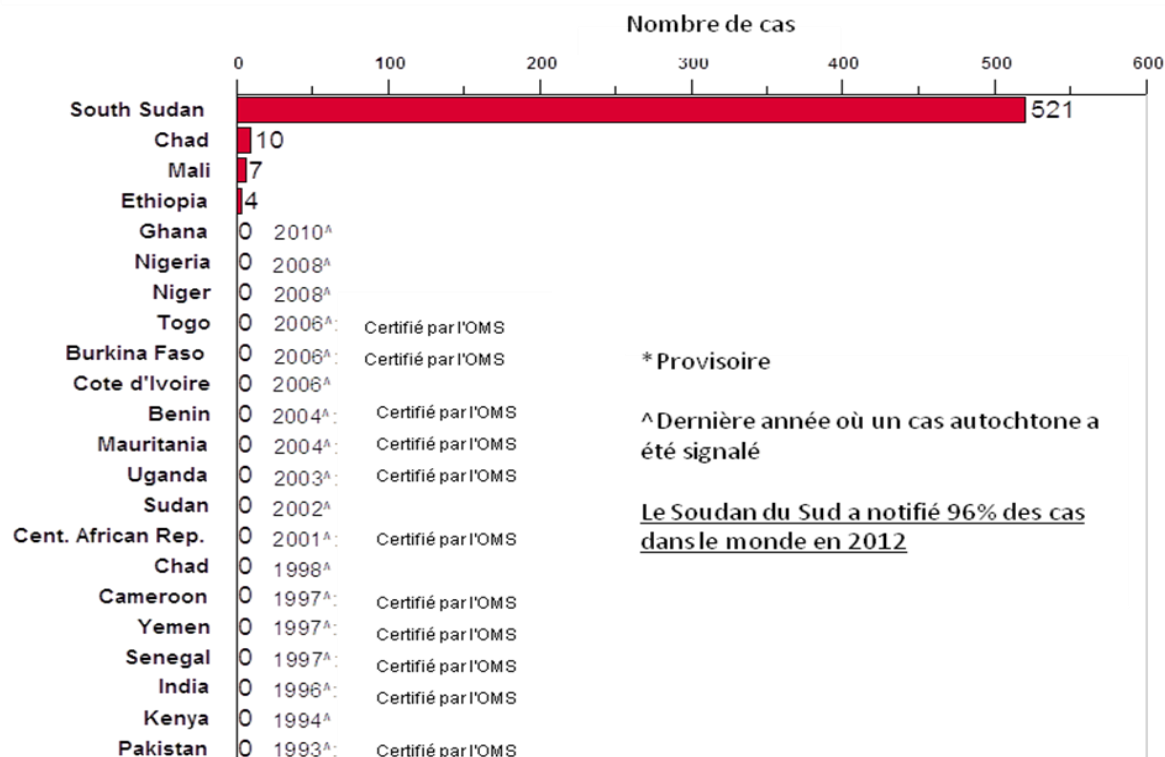 Nombre de cas
0 100 200 300 400 500 600
South Sudan 521
Chad 10
Mali 7
Ethiopia 4
Ghana 0 2010^
Nigeria 0 2008^
Niger 0 2008^
Togo 0 2006^: Certifié par l'OMS
Burkina Faso 0 2006^: Certifié par l'OMS
Cote d'Ivoire 0 2006^
Benin 0 2004^: Certifié par l'OMS
Mauritania 0 2004^: Certifié par l'OMS
Uganda 0 2003^: Certifié par l'OMS
Sudan 0 2002^
Cent. African Rep. 0 2001^: Certifié par l'OMS
Chad 0 1998^
Cameroon 0 1997^: Certifié par l'OMS
Yemen 0 1997^: Certifié par l'OMS
Senegal 0 1997^: Certifié par l'OMS
India 0 1996^: Certifié par l'OMS
Kenya 0 1994^
Pakistan 0 1993^: Certifié par l'OMS
*Provisoire
^Dernière année où un cas autochtone a
été signalé
Le Soudan du Sud a notifié 96% des cas
dans le monde en 2012